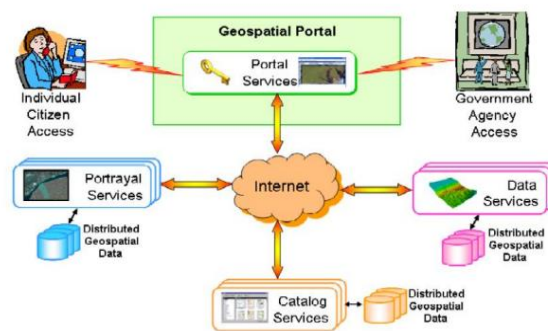 Geospatial Portal
Portal
Services
Individual
Citizen
Access
Government
Agency
Access
Internet
Portrayal
Services
Data
Services
Distributed
Geospatial
Data
Distributed
Geospatial
Data
Catalog
Services
Distributed
Geospatial
Data